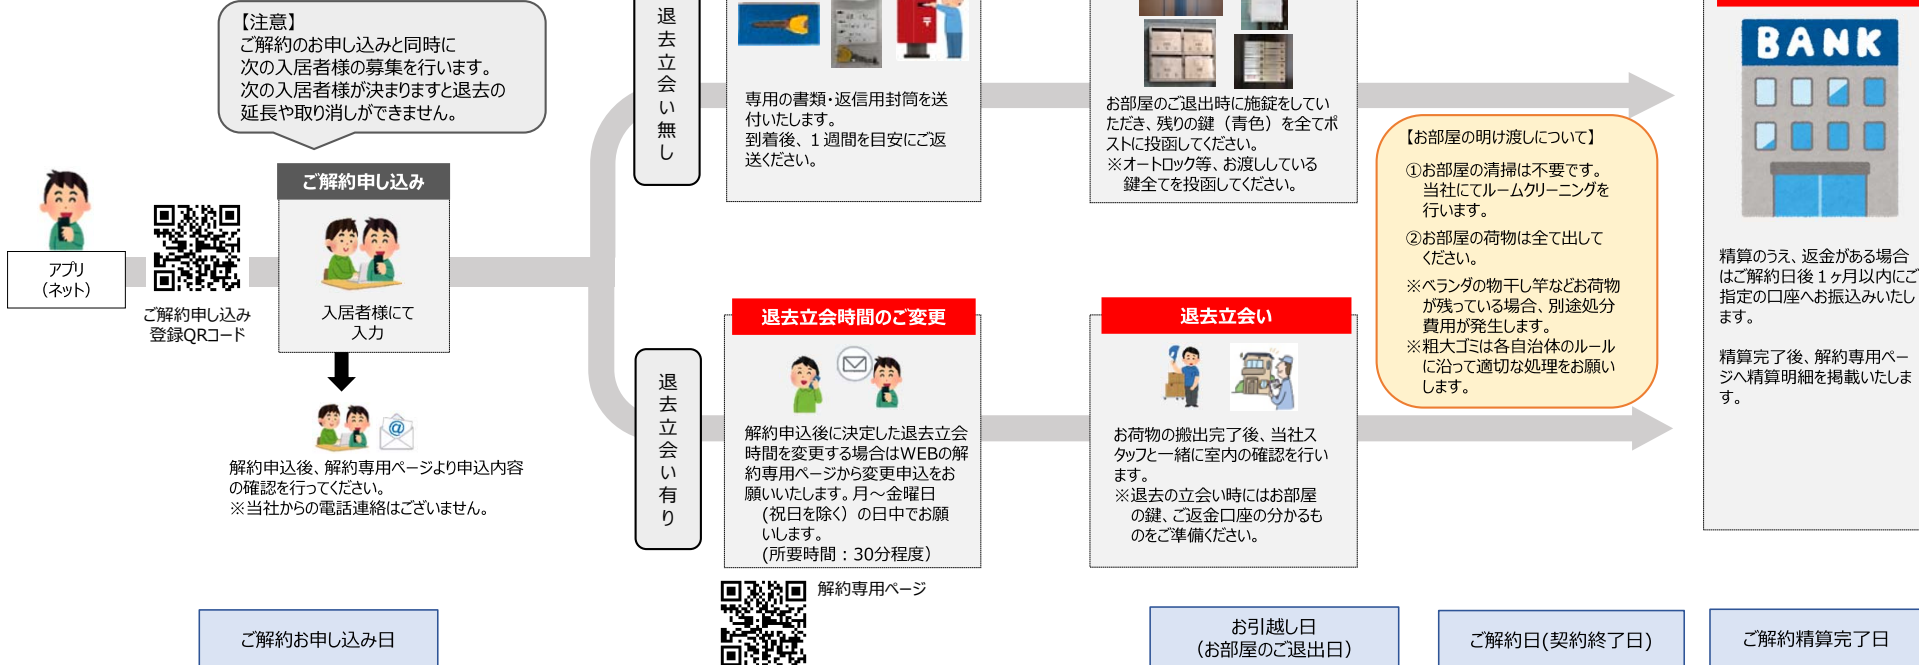 【注意】
ご解約のお申し込みと同時に
次の入居者様の募集を行います。
次の入居者様が決まりますと退去の
延長や取り消しができません。
アプリ
（ネット）
ご解約申し込み
登録QRコード
ご解約申し込み
入居者様にて
入力
解約申込後、解約専用ページより申込内容
の確認を行ってください。
※当社からの電話連絡はございません。
退去立会い無し
専用の書類・返信用封筒を送
付いたします。
到着後、１週間を目安にご返
送ください。
お部屋のご退出時に施錠をしてい
ただき、残りの鍵（青色）を全てポ
ストに投函してください。
※オートロック等、お渡ししている
鍵全てを投函してください。
退去立会い有り
退去立会時間のご変更
解約申込後に決定した退去立会
時間を変更する場合はWEBの解
約専用ページから変更申込をお
願いいたします。月～金曜日
(祝日を除く）の日中でお願
いします。
(所要時間：30分程度）
解約専用ページ
退去立会い
お荷物の搬出完了後、当社ス
タッフと一緒に室内の確認を行い
ます。
※退去の立会い時にはお部屋
の鍵、ご返金口座の分かるも
のをご準備ください。
【お部屋の明け渡しについて】
①お部屋の清掃は不要です。
当社にてルームクリーニングを
行います。
②お部屋の荷物は全て出して
ください。
※ベランダの物干し竿などお荷物
が残っている場合、別途処分
費用が発生します。
※粗大ゴミは各自治体のルール
に沿って適切な処理をお願い
します。
BANK
精算のうえ、返金がある場合
はご解約日後１ヶ月以内にご
指定の口座へお振込みいたし
ます。
精算完了後、解約専用ペー
ジへ精算明細を掲載いたしま
す。
ご解約お申し込み日
お引越し日
（お部屋のご退出日）
ご解約日(契約終了日)
ご解約精算完了日